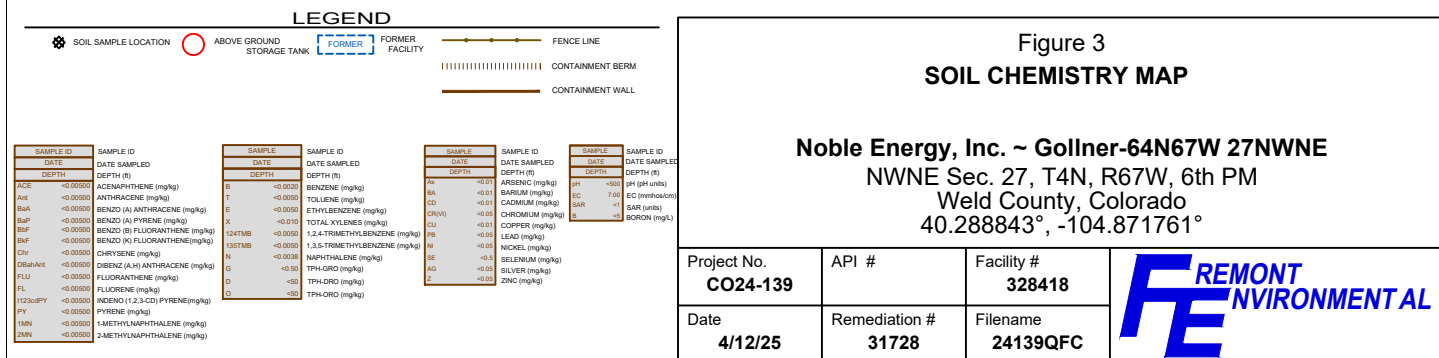 LEGEND
SOIL SAMPLE LOCATION
ABOVE GROUND
STORAGE TANK
FORMER
FORMER
FACILITY
FENCE LINE
CONTAINMENT BERM
CONTAINMENT WALL
SAMPLE ID SAMPLE ID
DATE DATE SAMPLED
DEPTH DEPTH (ft)
ACE <0.00500 ACENAPHTHENE (mg/kg)
Ant <0.00500 ANTHRACENE (mg/kg)
BaA <0.00500 BENZO (A) ANTHRACENE (mg/kg)
BaP <0.00500 BENZO (A) PYRENE (mg/kg)
BbF <0.00500 BENZO (B) FLUORANTHENE (mg/kg)
BkF <0.00500 BENZO (K) FLUORANTHENE(mg/kg)
Chr <0.00500 CHRYSENE (mg/kg)
DBahAnt <0.00500 DIBENZ (A,H) ANTHRACENE (mg/kg)
FLU <0.00500 FLUORANTHENE (mg/kg)
FL <0.00500 FLUORENE (mg/kg)
I123cdPY <0.00500 INDENO (1,2,3-CD) PYRENE(mg/kg)
PY <0.00500 PYRENE (mg/kg)
1MN <0.00500 1-METHYLNAPHTHALENE (mg/kg)
2MN <0.00500 2-METHYLNAPHTHALENE (mg/kg)
SAMPLE SAMPLE ID
DATE DATE SAMPLED
DEPTH DEPTH (ft)
B <0.0020 BENZENE (mg/kg)
T <0.0050 TOLUENE (mg/kg)
E <0.0050 ETHYLBENZENE (mg/kg)
X <0.010 TOTAL XYLENES (mg/kg)
124TMB <0.0050 1,2,4-TRIMETHYLBENZENE (mg/kg)
135TMB <0.0050 1,3,5-TRIMETHYLBENZENE (mg/kg)
N <0.0038 NAPHTHALENE (mg/kg)
G <0.50 TPH-GRO (mg/kg)
D <50 TPH-DRO (mg/kg)
O <50 TPH-ORO (mg/kg)
SAMPLE SAMPLE ID
DATE DATE SAMPLED
DEPTH DEPTH (ft)
As <0.01 ARSENIC (mg/kg)
BA <0.01 BARIUM (mg/kg)
CD <0.01 CADMIUM (mg/kg)
CR(VI) <0.05 CHROMIUM (mg/kg)
CU <0.01 COPPER (mg/kg)
PB <0.05 LEAD (mg/kg)
NI <0.05 NICKEL (mg/kg)
SE <0.5 SELENIUM (mg/kg)
AG <0.05 SILVER (mg/kg)
Z <0.05 ZINC (mg/kg)
SAMPLE SAMPLE ID
DATE DATE SAMPLED
DEPTH DEPTH (ft)
pH <500 pH (pH units)
EC 7.00 EC (mmhos/cm)
SAR <1 SAR (units)
B <5 BORON (mg/L)
Figure 3
SOIL CHEMISTRY MAP
Noble Energy, Inc. ~ Gollner-64N67W 27NWNE
NWNE Sec. 27, T4N, R67W, 6th PM
Weld County, Colorado
40.288843°, -104.871761°
Project No.
CO24-139
API #
Facility #
328418
Date
4/12/25
Remediation #
31728
Filename
24139QFC
FREMONT
ENVIRONMENTAL